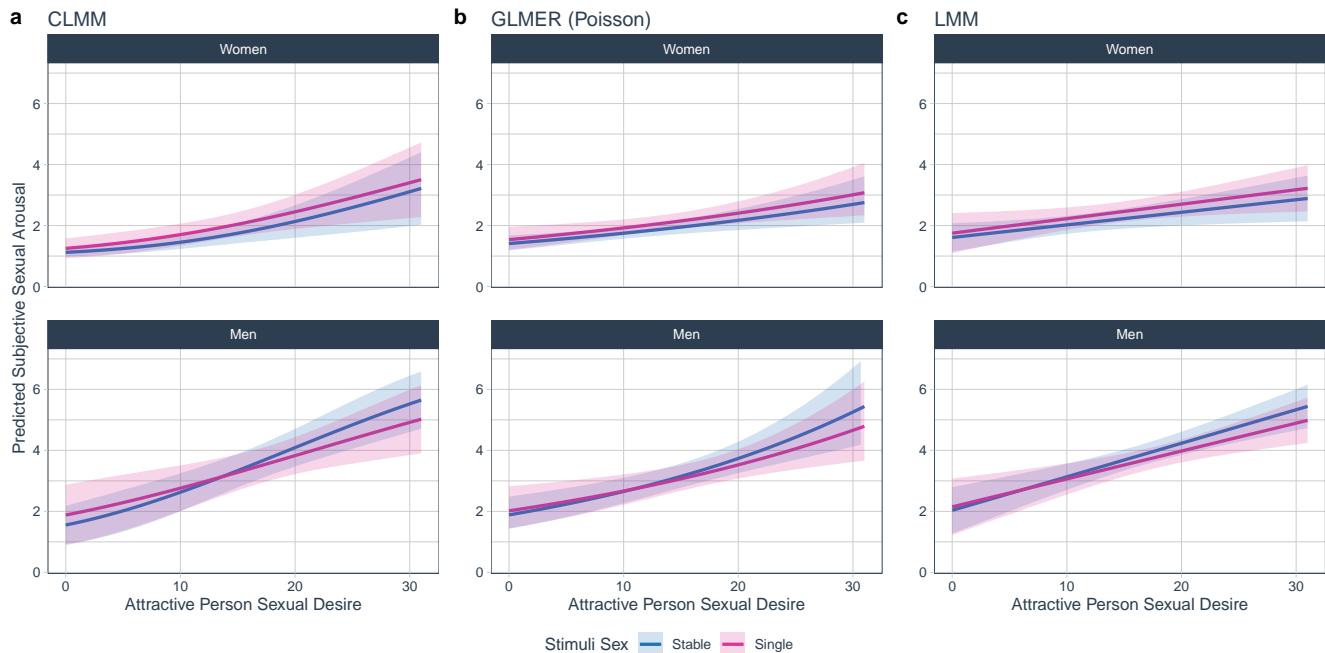 a CLMM
b GLMER (Poisson)
c LMM
Women
Women
Women
6
4
2
0
6
4
2
0
6
4
2
0
Predicted Subjective Sexual Arousal
Men
Men
Men
6
4
2
0
6
4
2
0
6
4
2
0
0 10 20 30
0 10 20 30
0 10 20 30
Attractive Person Sexual Desire
Attractive Person Sexual Desire
Attractive Person Sexual Desire
Stimuli Sex Stable Single